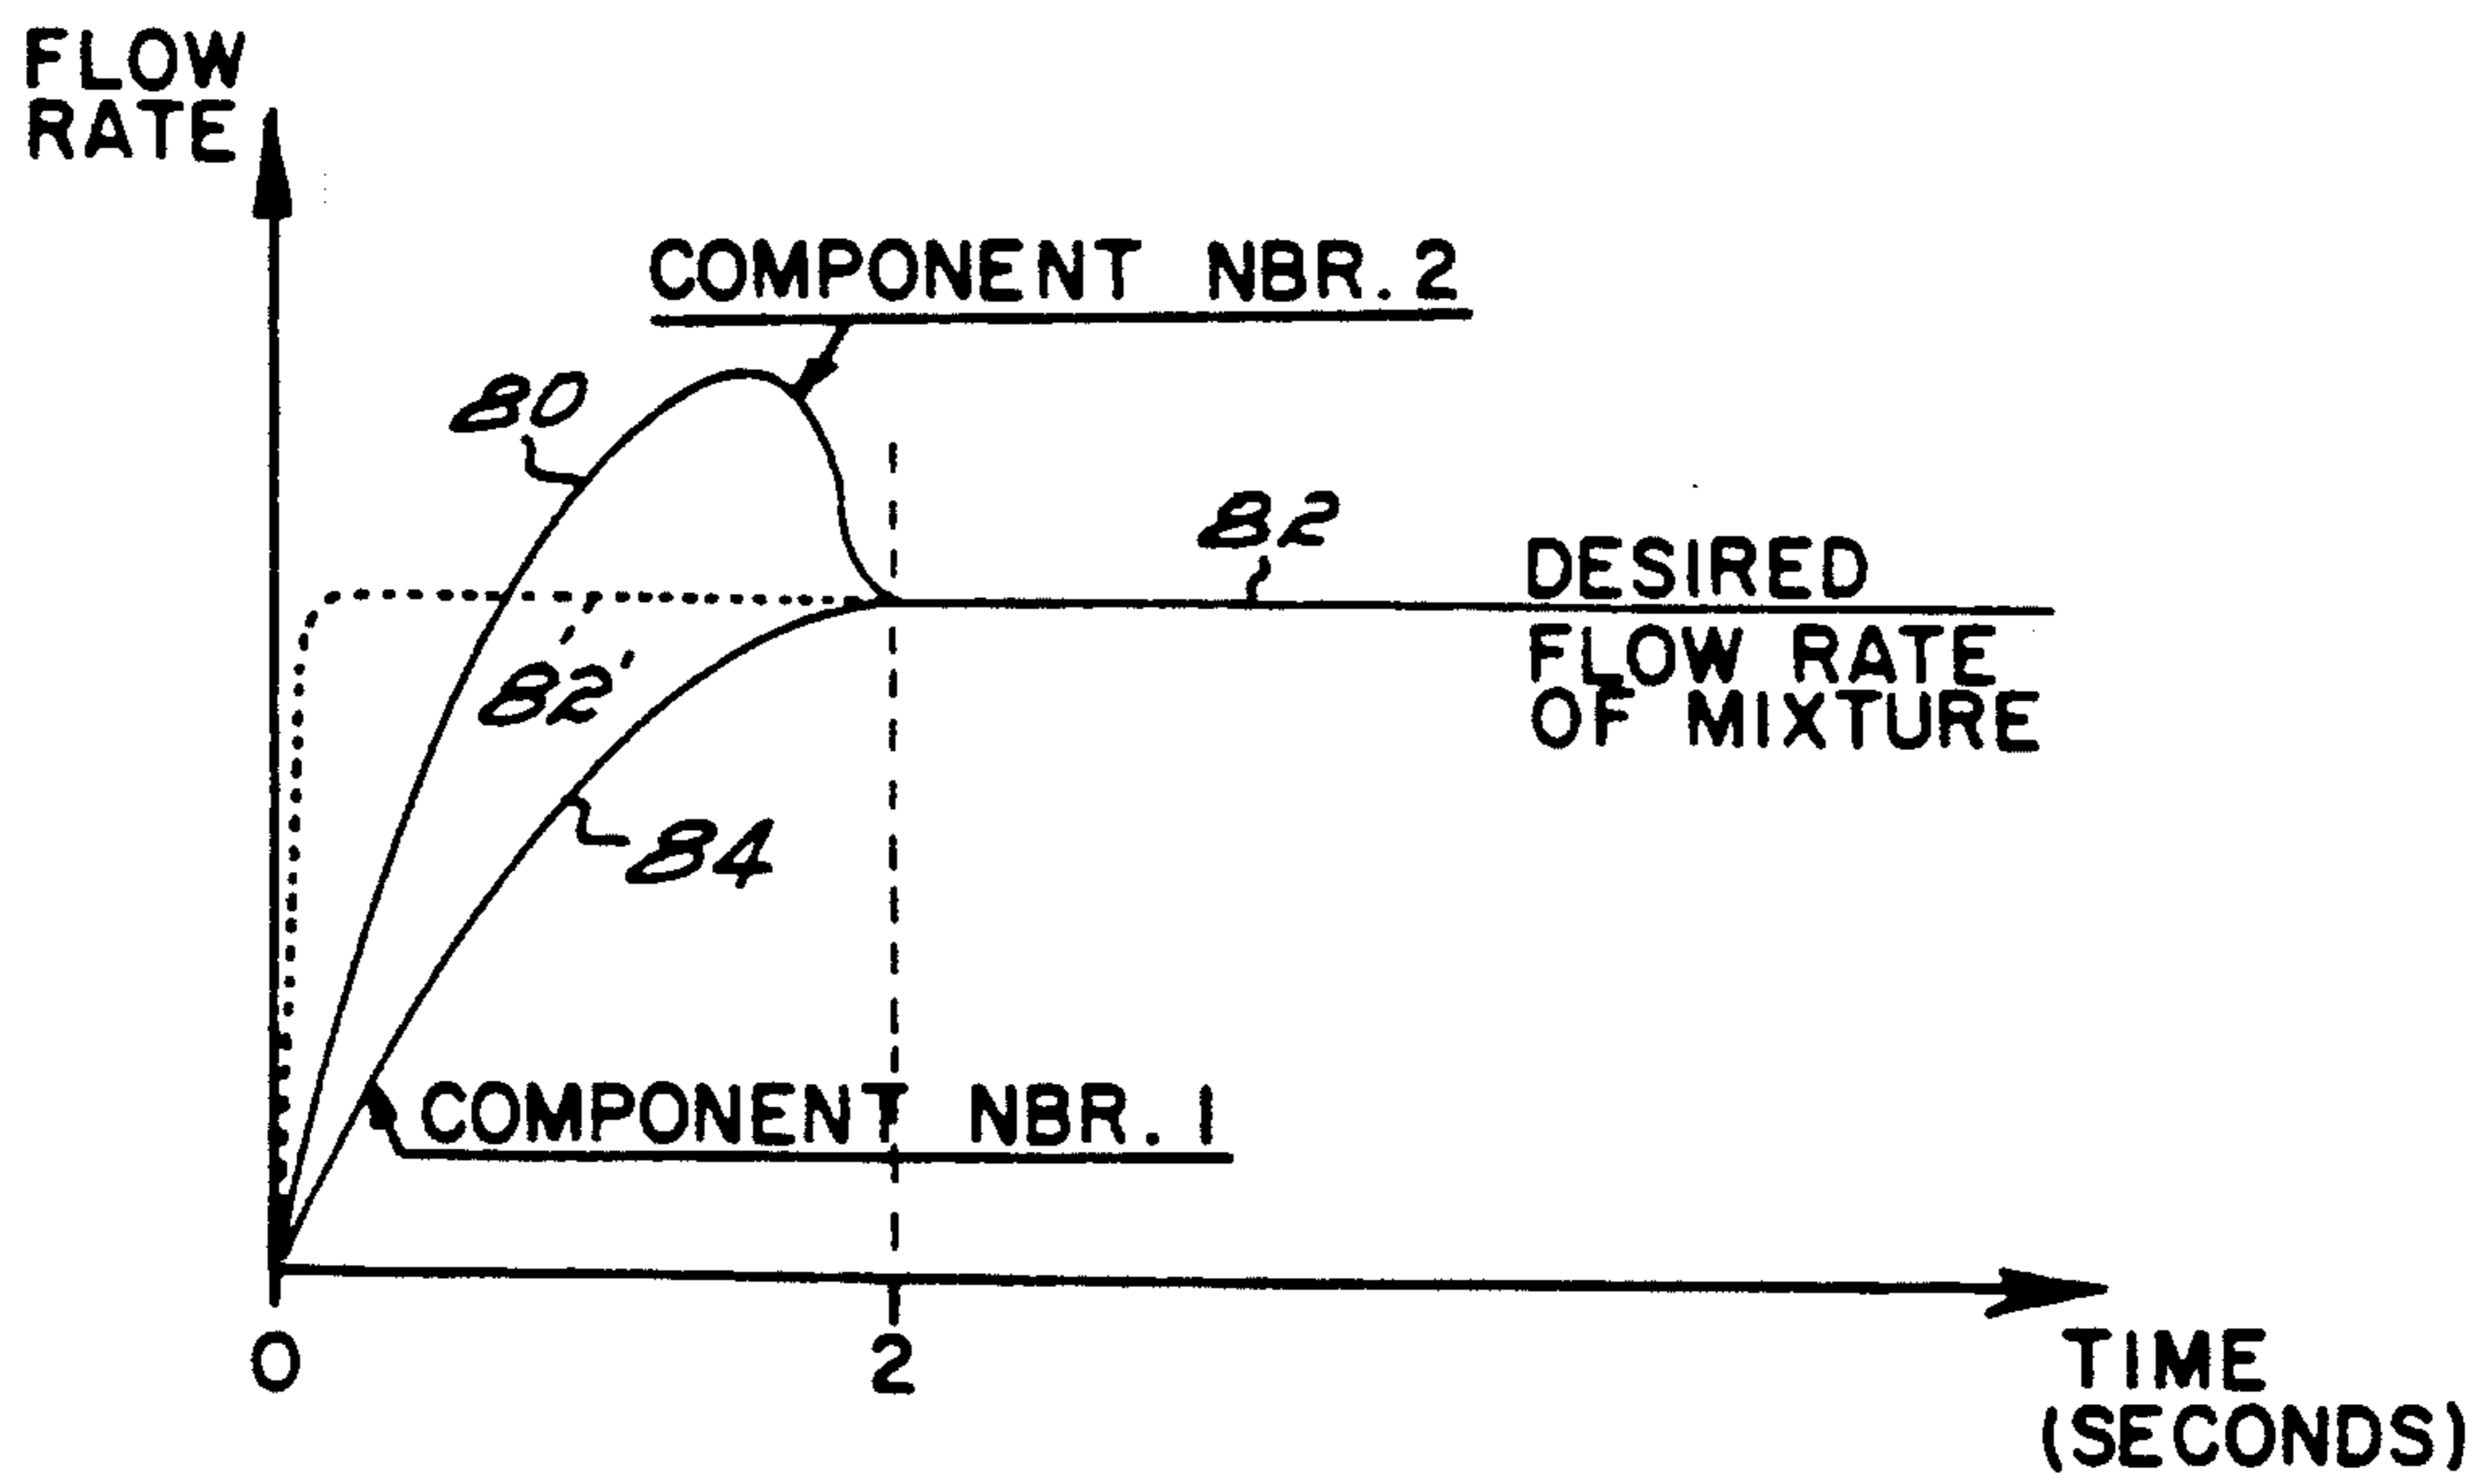 FLOW
RATE
COMPONENT NBR. 2
80
82
DESIRED
FLOW RATE
OF MIXTURE
82'
84
COMPONENT NBR. 1
0
2
TIME
(SECONDS)